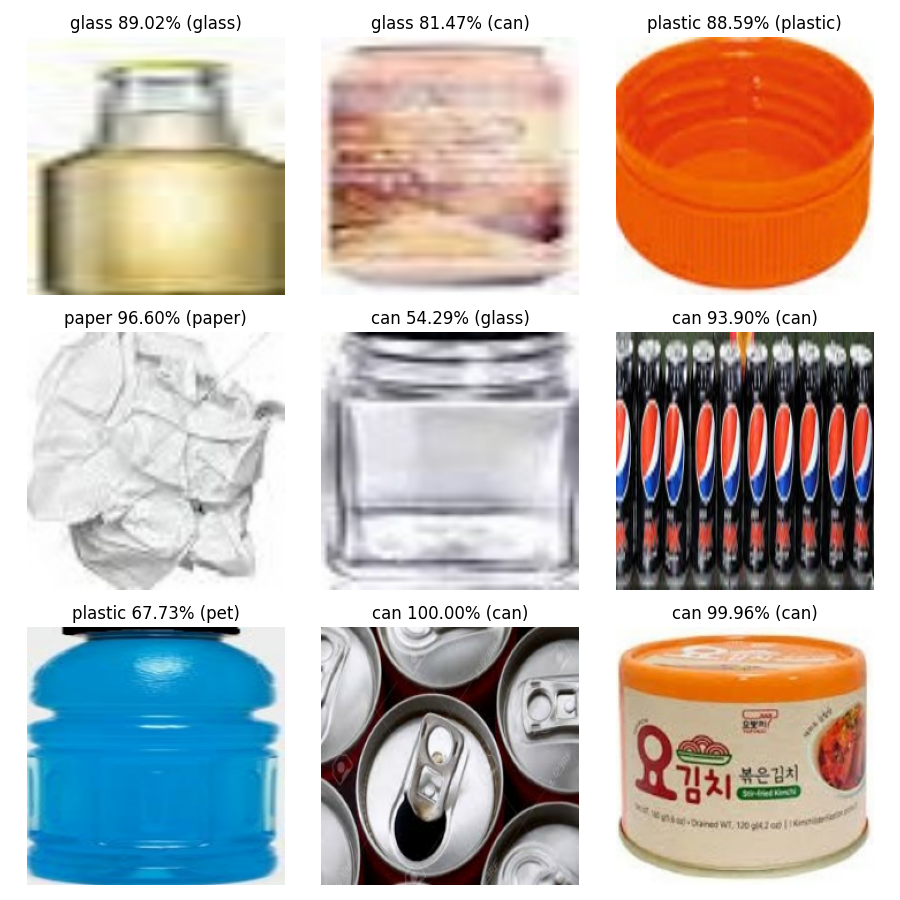 glass 89.02% (glass)
glass 81.47% (can)
plastic 88.59% (plastic)
paper 96.60% (paper)
can 54.29% (glass)
can 93.90% (can)
plastic 67.73% (pet)
can 100.00% (can)
can 99.96% (can)
요
김치
볶은김치
Stir-fried Kimchi